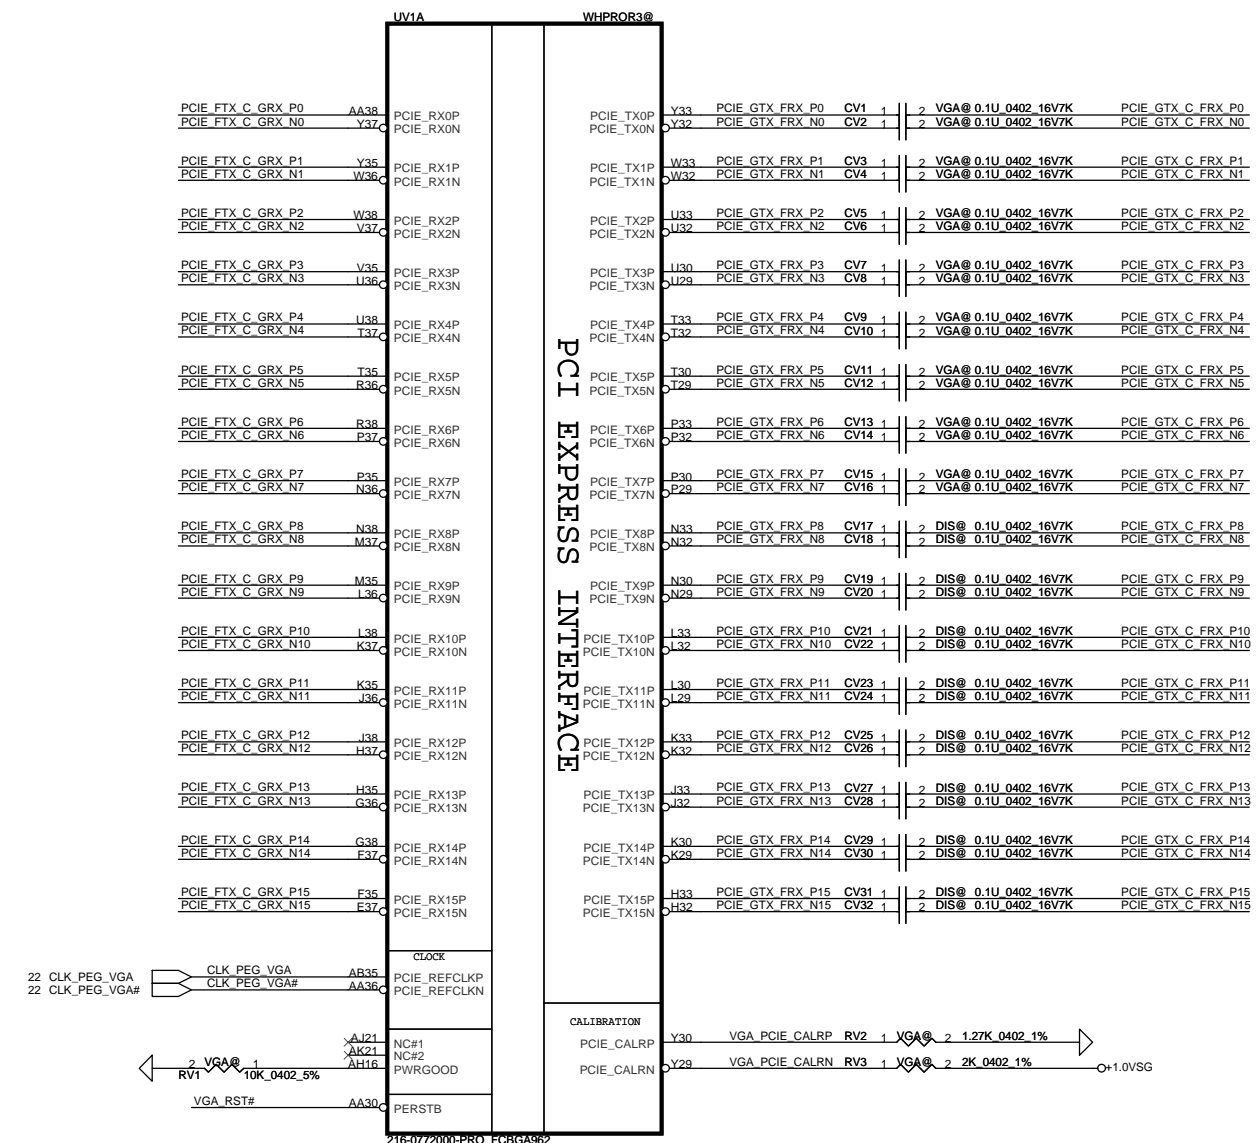 UV1A WHPROR3@
PCIE_FTX_C_GRX_P0 AA38 PCIE_RX0P PCIE_TX0P Y33 PCIE_GTX_FRX_P0 CV1 1 2 VGA@ 0.1U_0402_16V7K PCIE_GTX_C_FRX_P0
PCIE_FTX_C_GRX_N0 Y37 PCIE_RX0N PCIE_TX0N Y32 PCIE_GTX_FRX_N0 CV2 1 2 VGA@ 0.1U_0402_16V7K PCIE_GTX_C_FRX_N0
PCIE_FTX_C_GRX_P1 Y35 PCIE_RX1P PCIE_TX1P W33 PCIE_GTX_FRX_P1 CV3 1 2 VGA@ 0.1U_0402_16V7K PCIE_GTX_C_FRX_P1
PCIE_FTX_C_GRX_N1 W36 PCIE_RX1N PCIE_TX1N W32 PCIE_GTX_FRX_N1 CV4 1 2 VGA@ 0.1U_0402_16V7K PCIE_GTX_C_FRX_N1
PCIE_FTX_C_GRX_P2 W38 PCIE_RX2P PCIE_TX2P U33 PCIE_GTX_FRX_P2 CV5 1 2 VGA@ 0.1U_0402_16V7K PCIE_GTX_C_FRX_P2
PCIE_FTX_C_GRX_N2 V37 PCIE_RX2N PCIE_TX2N U32 PCIE_GTX_FRX_N2 CV6 1 2 VGA@ 0.1U_0402_16V7K PCIE_GTX_C_FRX_N2
PCIE_FTX_C_GRX_P3 V35 PCIE_RX3P PCIE_TX3P U30 PCIE_GTX_FRX_P3 CV7 1 2 VGA@ 0.1U_0402_16V7K PCIE_GTX_C_FRX_P3
PCIE_FTX_C_GRX_N3 U36 PCIE_RX3N PCIE_TX3N U29 PCIE_GTX_FRX_N3 CV8 1 2 VGA@ 0.1U_0402_16V7K PCIE_GTX_C_FRX_N3
PCIE_FTX_C_GRX_P4 U38 PCIE_RX4P PCIE_TX4P T33 PCIE_GTX_FRX_P4 CV9 1 2 VGA@ 0.1U_0402_16V7K PCIE_GTX_C_FRX_P4
PCIE_FTX_C_GRX_N4 T37 PCIE_RX4N PCIE_TX4N T32 PCIE_GTX_FRX_N4 CV10 1 2 VGA@ 0.1U_0402_16V7K PCIE_GTX_C_FRX_N4
PCI EXPRESS INTERFACE
PCIE_FTX_C_GRX_P5 T35 PCIE_RX5P PCIE_TX5P T30 PCIE_GTX_FRX_P5 CV11 1 2 VGA@ 0.1U_0402_16V7K PCIE_GTX_C_FRX_P5
PCIE_FTX_C_GRX_N5 R36 PCIE_RX5N PCIE_TX5N T29 PCIE_GTX_FRX_N5 CV12 1 2 VGA@ 0.1U_0402_16V7K PCIE_GTX_C_FRX_N5
PCIE_FTX_C_GRX_P6 R38 PCIE_RX6P PCIE_TX6P P33 PCIE_GTX_FRX_P6 CV13 1 2 VGA@ 0.1U_0402_16V7K PCIE_GTX_C_FRX_P6
PCIE_FTX_C_GRX_N6 P37 PCIE_RX6N PCIE_TX6N P32 PCIE_GTX_FRX_N6 CV14 1 2 VGA@ 0.1U_0402_16V7K PCIE_GTX_C_FRX_N6
PCIE_FTX_C_GRX_P7 P35 PCIE_RX7P PCIE_TX7P P30 PCIE_GTX_FRX_P7 CV15 1 2 VGA@ 0.1U_0402_16V7K PCIE_GTX_C_FRX_P7
PCIE_FTX_C_GRX_N7 N36 PCIE_RX7N PCIE_TX7N P29 PCIE_GTX_FRX_N7 CV16 1 2 VGA@ 0.1U_0402_16V7K PCIE_GTX_C_FRX_N7
PCIE_FTX_C_GRX_P8 N38 PCIE_RX8P PCIE_TX8P N33 PCIE_GTX_FRX_P8 CV17 1 2 DIS@ 0.1U_0402_16V7K PCIE_GTX_C_FRX_P8
PCIE_FTX_C_GRX_N8 M37 PCIE_RX8N PCIE_TX8N N32 PCIE_GTX_FRX_N8 CV18 1 2 DIS@ 0.1U_0402_16V7K PCIE_GTX_C_FRX_N8
PCIE_FTX_C_GRX_P9 M35 PCIE_RX9P PCIE_TX9P N30 PCIE_GTX_FRX_P9 CV19 1 2 DIS@ 0.1U_0402_16V7K PCIE_GTX_C_FRX_P9
PCIE_FTX_C_GRX_N9 L36 PCIE_RX9N PCIE_TX9N N29 PCIE_GTX_FRX_N9 CV20 1 2 DIS@ 0.1U_0402_16V7K PCIE_GTX_C_FRX_N9
PCIE_FTX_C_GRX_P10 L38 PCIE_RX10P PCIE_TX10P L33 PCIE_GTX_FRX_P10 CV21 1 2 DIS@ 0.1U_0402_16V7K PCIE_GTX_C_FRX_P10
PCIE_FTX_C_GRX_N10 K37 PCIE_RX10N PCIE_TX10N L32 PCIE_GTX_FRX_N10 CV22 1 2 DIS@ 0.1U_0402_16V7K PCIE_GTX_C_FRX_N10
PCIE_FTX_C_GRX_P11 K35 PCIE_RX11P PCIE_TX11P L30 PCIE_GTX_FRX_P11 CV23 1 2 DIS@ 0.1U_0402_16V7K PCIE_GTX_C_FRX_P11
PCIE_FTX_C_GRX_N11 J36 PCIE_RX11N PCIE_TX11N L29 PCIE_GTX_FRX_N11 CV24 1 2 DIS@ 0.1U_0402_16V7K PCIE_GTX_C_FRX_N11
PCIE_FTX_C_GRX_P12 J38 PCIE_RX12P PCIE_TX12P K33 PCIE_GTX_FRX_P12 CV25 1 2 DIS@ 0.1U_0402_16V7K PCIE_GTX_C_FRX_P12
PCIE_FTX_C_GRX_N12 H37 PCIE_RX12N PCIE_TX12N K32 PCIE_GTX_FRX_N12 CV26 1 2 DIS@ 0.1U_0402_16V7K PCIE_GTX_C_FRX_N12
PCIE_FTX_C_GRX_P13 H35 PCIE_RX13P PCIE_TX13P J33 PCIE_GTX_FRX_P13 CV27 1 2 DIS@ 0.1U_0402_16V7K PCIE_GTX_C_FRX_P13
PCIE_FTX_C_GRX_N13 G36 PCIE_RX13N PCIE_TX13N J32 PCIE_GTX_FRX_N13 CV28 1 2 DIS@ 0.1U_0402_16V7K PCIE_GTX_C_FRX_N13
PCIE_FTX_C_GRX_P14 G38 PCIE_RX14P PCIE_TX14P K30 PCIE_GTX_FRX_P14 CV29 1 2 DIS@ 0.1U_0402_16V7K PCIE_GTX_C_FRX_P14
PCIE_FTX_C_GRX_N14 F37 PCIE_RX14N PCIE_TX14N K29 PCIE_GTX_FRX_N14 CV30 1 2 DIS@ 0.1U_0402_16V7K PCIE_GTX_C_FRX_N14
PCIE_FTX_C_GRX_P15 F35 PCIE_RX15P PCIE_TX15P H33 PCIE_GTX_FRX_P15 CV31 1 2 DIS@ 0.1U_0402_16V7K PCIE_GTX_C_FRX_P15
PCIE_FTX_C_GRX_N15 E37 PCIE_RX15N PCIE_TX15N H32 PCIE_GTX_FRX_N15 CV32 1 2 DIS@ 0.1U_0402_16V7K PCIE_GTX_C_FRX_N15
CLOCK
22 CLK_PEG_VGA CLK_PEG_VGA AB35 PCIE_REFCLKP
22 CLK_PEG_VGA# CLK_PEG_VGA# AA36 PCIE_REFCLKN
CALIBRATION
AJ21 NC#1 PCIE_CALRP Y30 VGA_PCIE_CALRP RV2 1 VGA@ 2 1.27K_0402_1%
AK21 NC#2
2 VGA@ 1 AH16 PWRGOOD PCIE_CALRN Y29 VGA_PCIE_CALRN RV3 1 VGA@ 2 2K_0402_1% +1.0VSG
RV1 10K_0402_5%
VGA_RST# AA30 PERSTB
216-0772000-PRO_FCBGA962